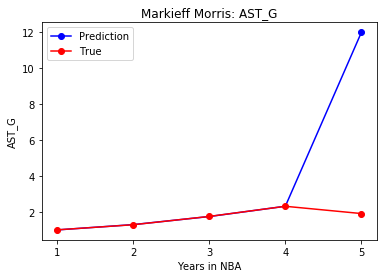 Markieff Morris: AST_G
Prediction
True
12
10
8
6
4
2
AST_G
1 2 3 4 5
Years in NBA